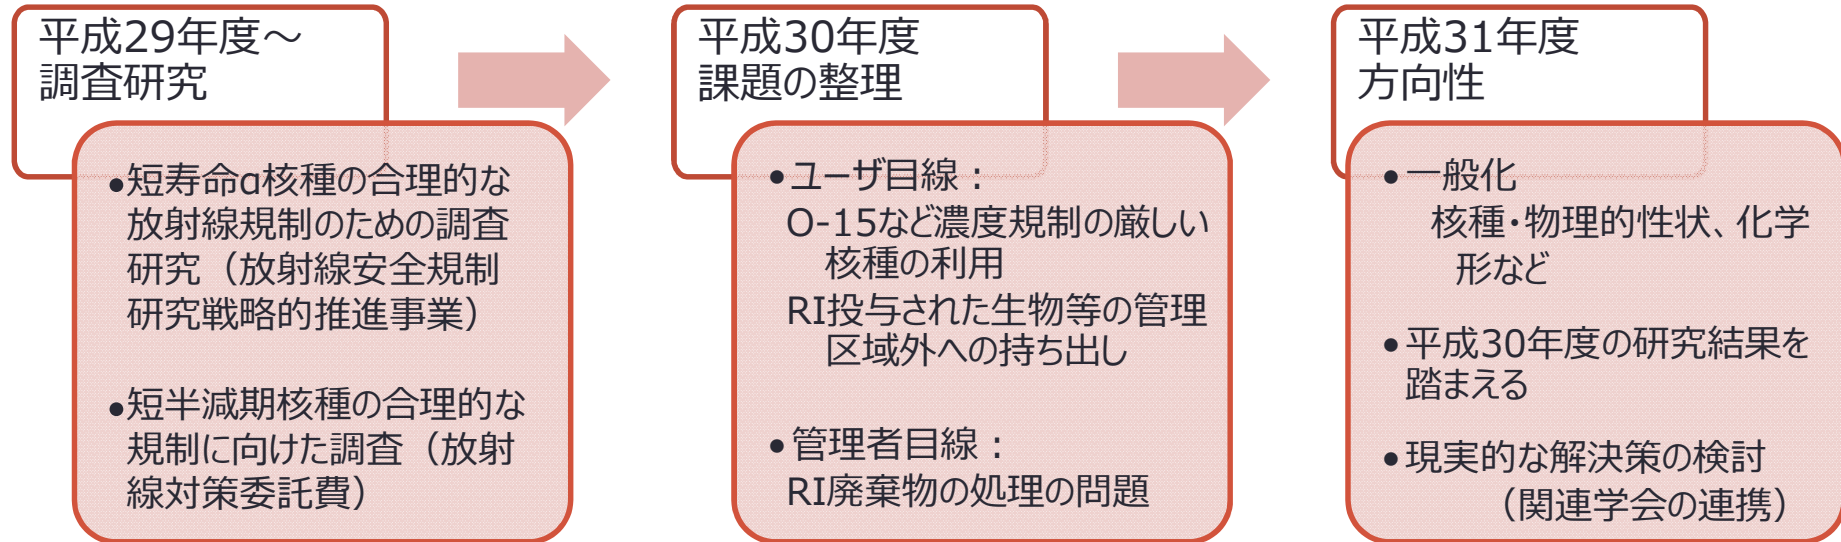 平成29年度～
調査研究
•短寿命α核種の合理的な
放射線規制のための調査
研究（放射線安全規制
研究戦略的推進事業）
•短半減期核種の合理的な
規制に向けた調査（放射
線対策委託費）
平成30年度
課題の整理
•ユーザ目線：
O-15など濃度規制の厳しい
核種の利用
RI投与された生物等の管理
区域外への持ち出し
•管理者目線：
RI廃棄物の処理の問題
平成31年度
方向性
•一般化
核種・物理的性状、化学
形など
•平成30年度の研究結果を
踏まえる
•現実的な解決策の検討
（関連学会の連携）